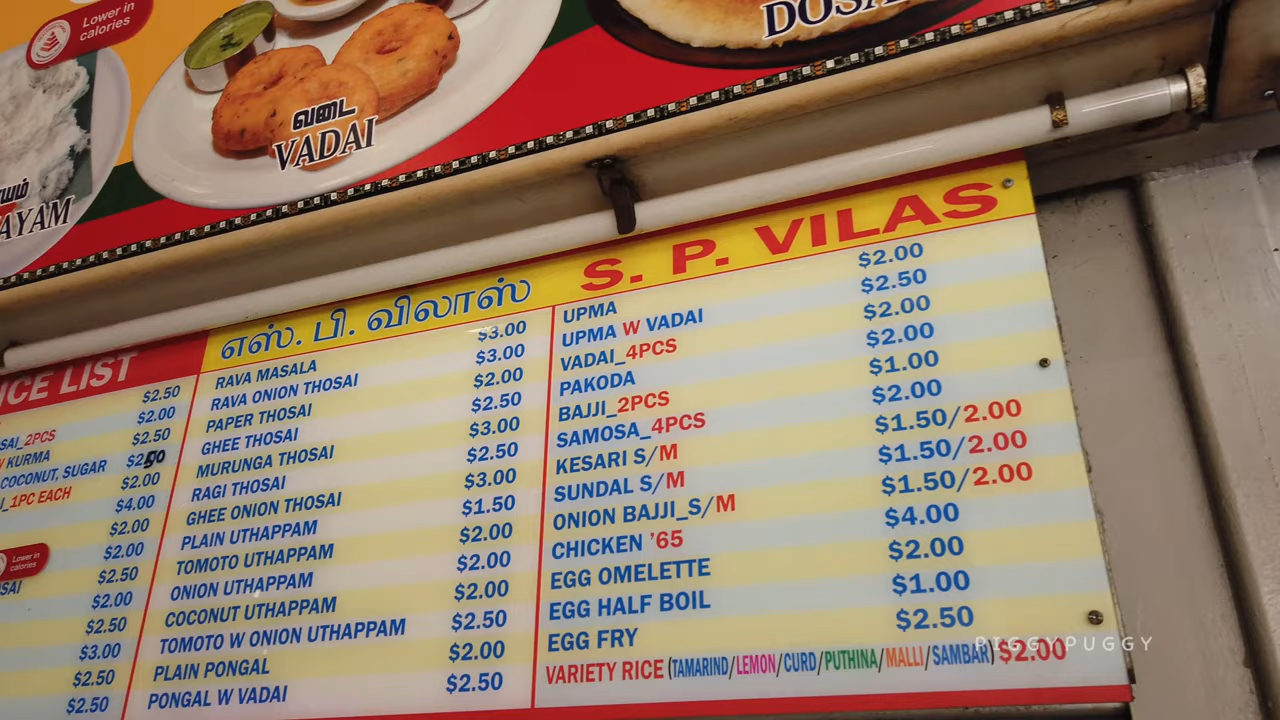 Lower in calories
வடை
VADAI
DOSA
யம்
AYAM
ICE LIST
$2.50
SAI_2PCS $2.00
W KURMA $2.50
COCONUT, SUGAR
I_1PC EACH $2.00
$4.00
$2.00
Lower in calories $2.00
OSAI $2.50
$2.00
$2.50
$3.00
$2.50
$2.50
எஸ். பி. விலாஸ் S. P. VILAS
RAVA MASALA $3.00
RAVA ONION THOSAI $3.00
PAPER THOSAI $2.00
GHEE THOSAI $2.50
MURUNGA THOSAI $3.00
RAGI THOSAI $2.50
GHEE ONION THOSAI $3.00
PLAIN UTHAPPAM $1.50
TOMOTO UTHAPPAM $2.00
ONION UTHAPPAM $2.00
COCONUT UTHAPPAM $2.00
TOMOTO W ONION UTHAPPAM $2.50
PLAIN PONGAL $2.00
PONGAL W VADAI $2.50
UPMA $2.00
UPMA W VADAI $2.50
VADAI_4PCS $2.00
PAKODA $2.00
BAJJI_2PCS $1.00
SAMOSA_4PCS $2.00
KESARI S/M $1.50/2.00
SUNDAL S/M $1.50/2.00
ONION BAJJI_S/M $1.50/2.00
CHICKEN '65 $4.00
EGG OMELETTE $2.00
EGG HALF BOIL $1.00
EGG FRY $2.50
VARIETY RICE (TAMARIND/LEMON/CURD/PUTHINA/MALLI/SAMBAR) $2.00
PIGGYPUGGY